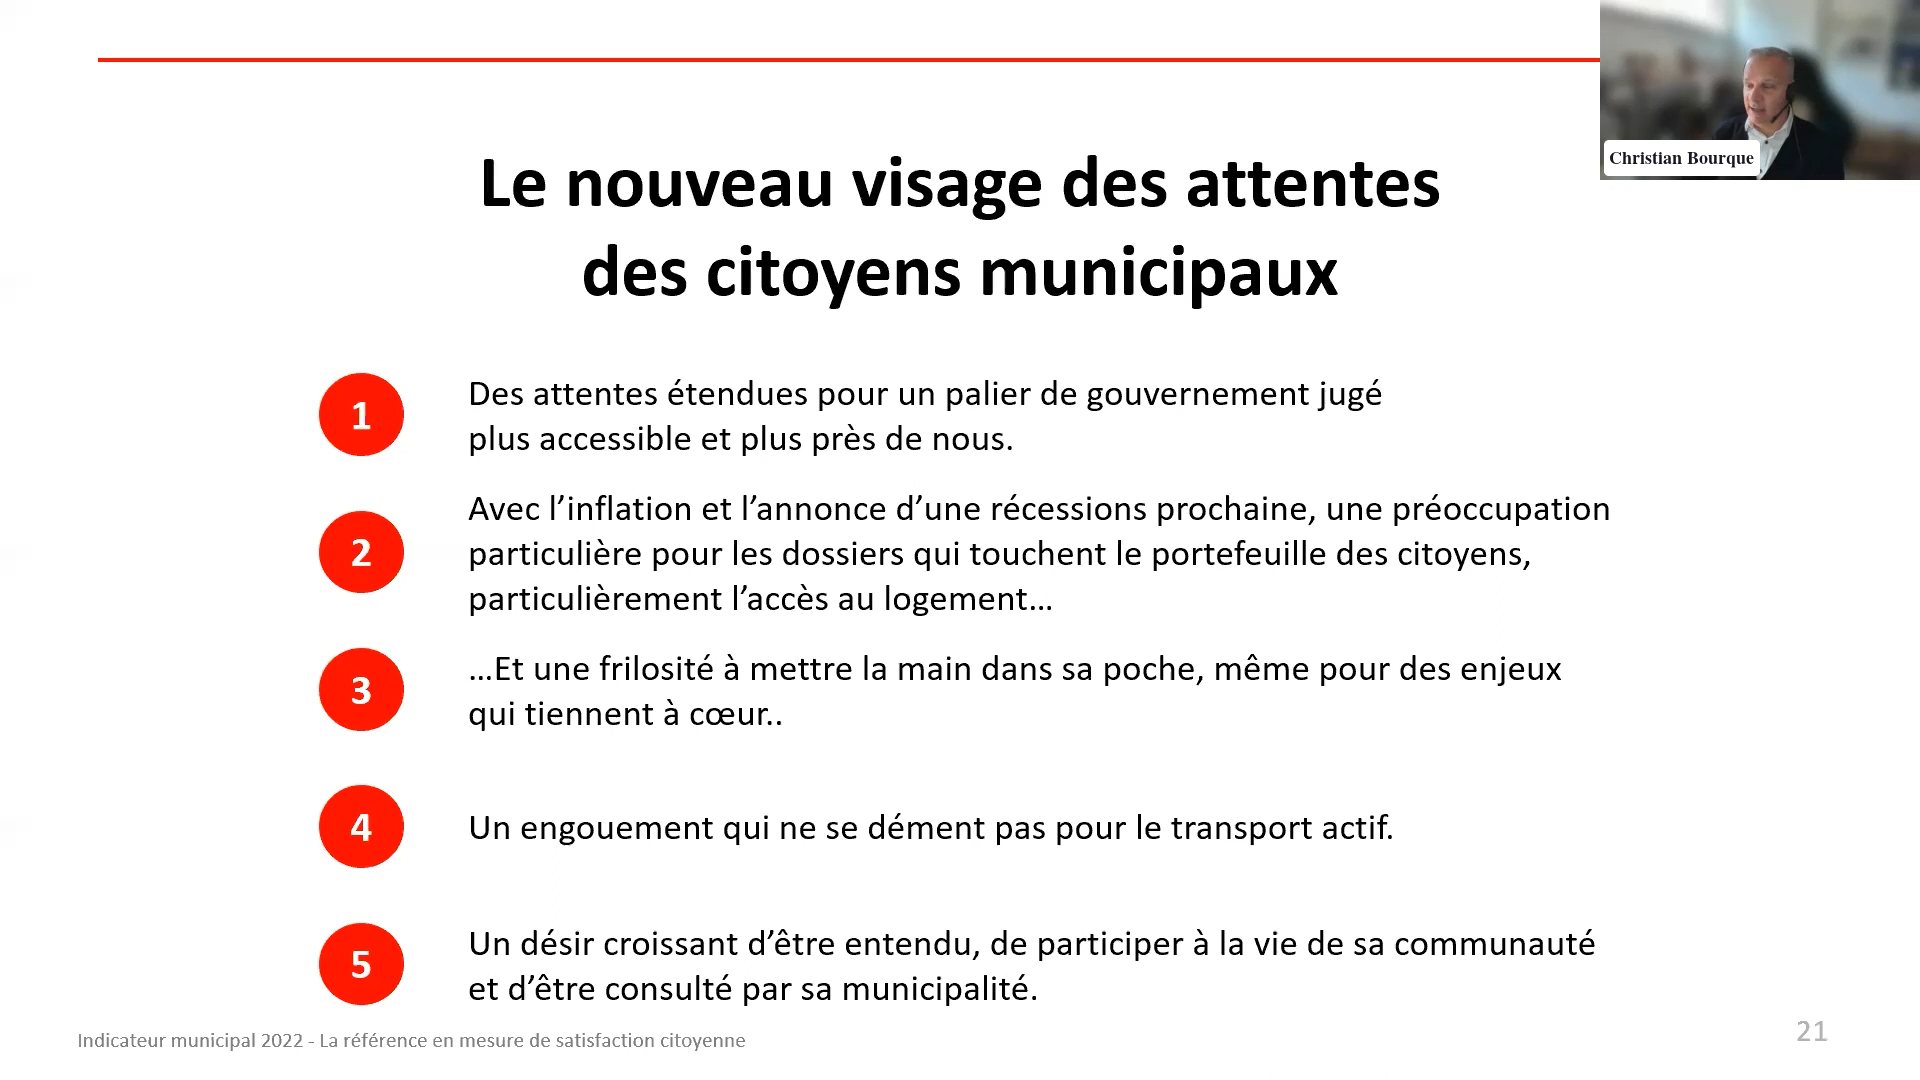 Christian Bourque
Le nouveau visage des attentes
des citoyens municipaux
1
Des attentes étendues pour un palier de gouvernement jugé
plus accessible et plus près de nous.
2
Avec l’inflation et l’annonce d’une récessions prochaine, une préoccupation
particulière pour les dossiers qui touchent le portefeuille des citoyens,
particulièrement l’accès au logement…
3
…Et une frilosité à mettre la main dans sa poche, même pour des enjeux
qui tiennent à cœur..
4
Un engouement qui ne se dément pas pour le transport actif.
5
Un désir croissant d’être entendu, de participer à la vie de sa communauté
et d’être consulté par sa municipalité.
Indicateur municipal 2022 - La référence en mesure de satisfaction citoyenne
21